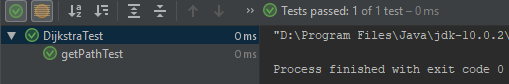 Tests passed: 1 of 1 test – 0 ms
DijkstraTest 0 ms
getPathTest 0 ms
"D:\Program Files\Java\jdk-10.0.2\
Process finished with exit code 0